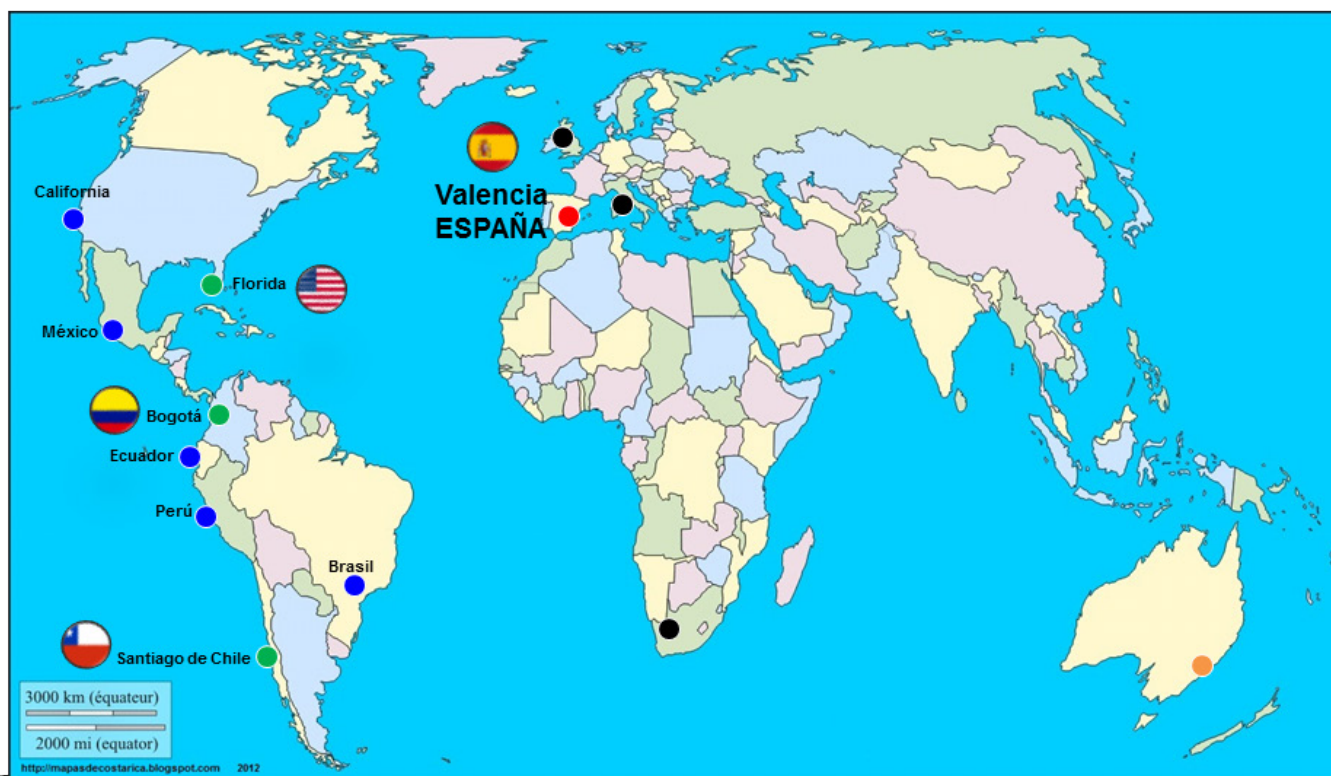 California
Valencia
ESPAÑA
Florida
México
Bogotá
Ecuador
Perú
Brasil
Santiago de Chile
3000 km (équateur)
2000 mi (equator)
http://mapasdecostarica.blogspot.com 2012